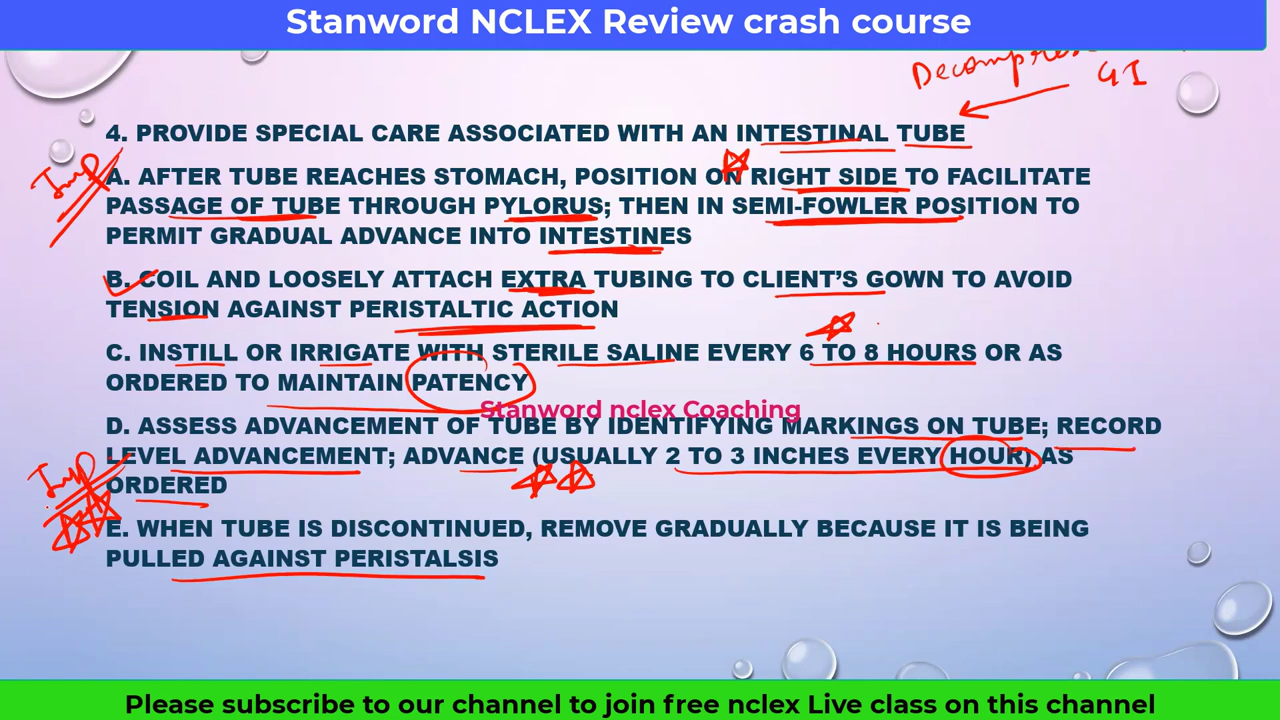 Stanword NCLEX Review crash course
GI
4. PROVIDE SPECIAL CARE ASSOCIATED WITH AN INTESTINAL TUBE
Imp
A. AFTER TUBE REACHES STOMACH, POSITION ON RIGHT SIDE TO FACILITATE
PASSAGE OF TUBE THROUGH PYLORUS; THEN IN SEMI-FOWLER POSITION TO
PERMIT GRADUAL ADVANCE INTO INTESTINES
B. COIL AND LOOSELY ATTACH EXTRA TUBING TO CLIENT'S GOWN TO AVOID
TENSION AGAINST PERISTALTIC ACTION
C. INSTILL OR IRRIGATE WITH STERILE SALINE EVERY 6 TO 8 HOURS OR AS
ORDERED TO MAINTAIN PATENCY
Stanword nclex Coaching
D. ASSESS ADVANCEMENT OF TUBE BY IDENTIFYING MARKINGS ON TUBE; RECORD
LEVEL ADVANCEMENT; ADVANCE (USUALLY 2 TO 3 INCHES EVERY HOUR) AS
Imp
ORDERED
E. WHEN TUBE IS DISCONTINUED, REMOVE GRADUALLY BECAUSE IT IS BEING
PULLED AGAINST PERISTALSIS
Please subscribe to our channel to join free nclex Live class on this channel